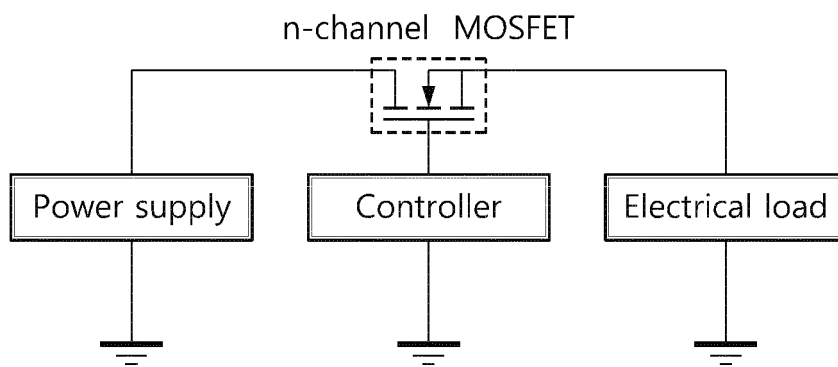 n-channel MOSFET
Power supply
Controller
Electrical load